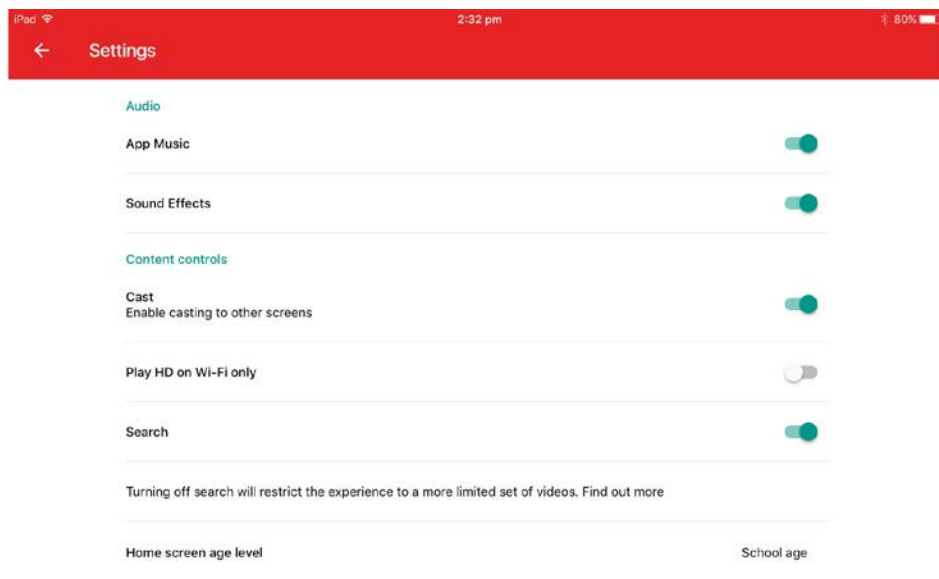 iPad 2:32 pm 80%
Settings
Audio
App Music
Sound Effects
Content controls
Cast
Enable casting to other screens
Play HD on Wi-Fi only
Search
Turning off search will restrict the experience to a more limited set of videos. Find out more
Home screen age level School age